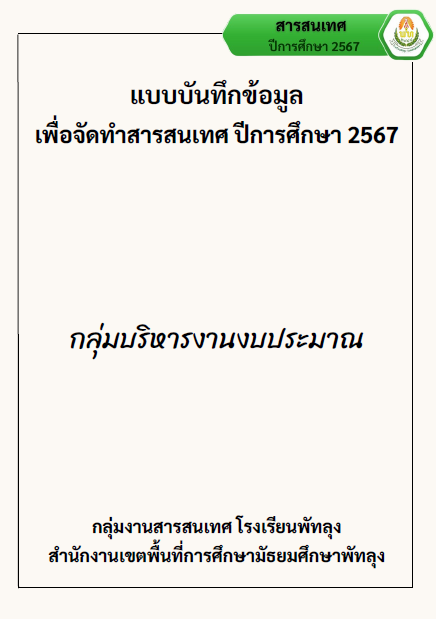 สารสนเทศ
ปีการศึกษา 2567
แบบบันทึกข้อมูล
เพื่อจัดทำสารสนเทศ ปีการศึกษา 2567
กลุ่มบริหารงานงบประมาณ
กลุ่มงานสารสนเทศ โรงเรียนพัทลุง
สำนักงานเขตพื้นที่การศึกษามัธยมศึกษาพัทลุง